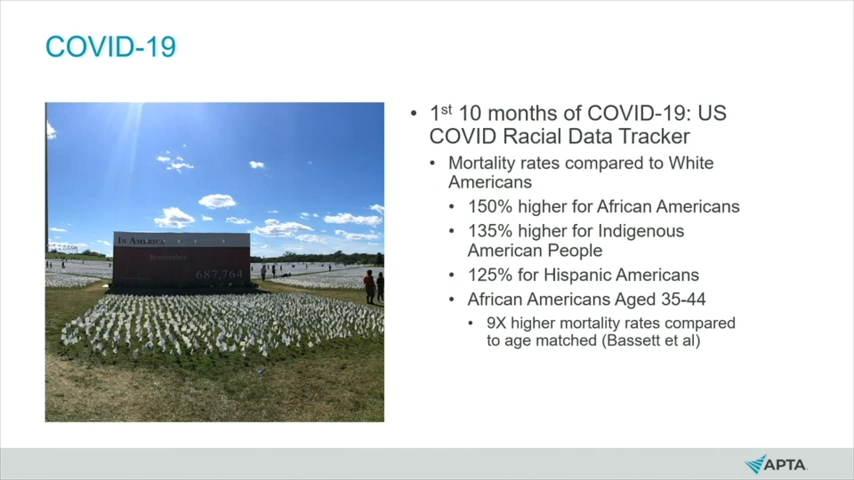 COVID-19
IN AMERICA
Remember
687,764
• 1st 10 months of COVID-19: US
COVID Racial Data Tracker
• Mortality rates compared to White
Americans
• 150% higher for African Americans
• 135% higher for Indigenous
American People
• 125% for Hispanic Americans
• African Americans Aged 35-44
• 9X higher mortality rates compared
to age matched (Bassett et al)
APTA